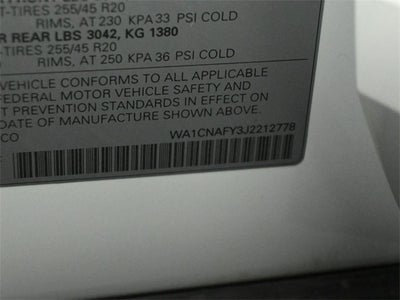 -TIRES 255/45 R20
RIMS, AT 230 KPA 33 PSI COLD
R REAR LBS 3042, KG 1380
-TIRES 255/45 R20
RIMS, AT 250 KPA 36 PSI COLD
VEHICLE CONFORMS TO ALL APPLICABLE
FEDERAL MOTOR VEHICLE SAFETY AND
T PREVENTION STANDARDS IN EFFECT
DATE OF MANUFACTURE SHOWN ABOVE.
CO
WA1CNAFY3J2212778